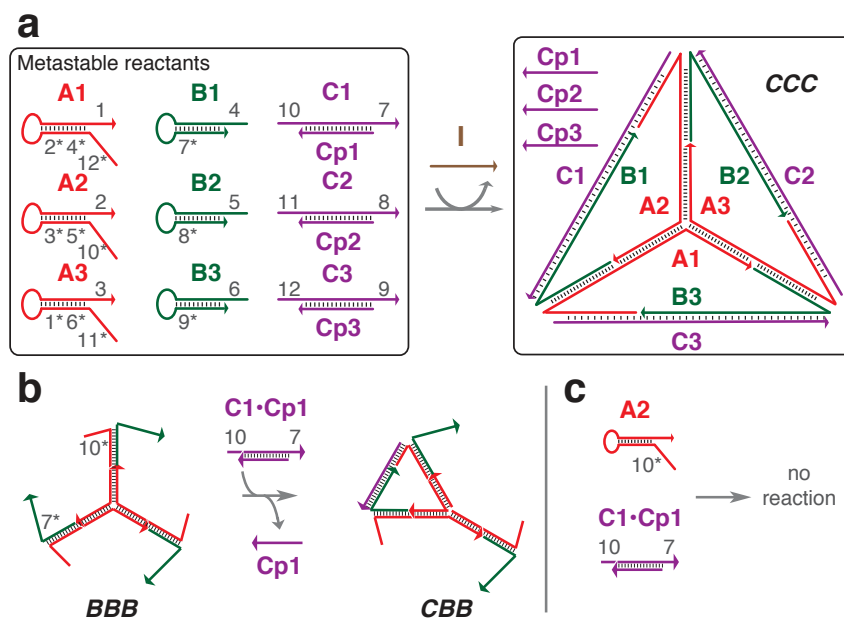 a
Metastable reactants
A1
1
2* 4*
12*
B1
4
7*
C1
10
7
Cp1
A2
2
3* 5*
10*
B2
5
8*
C2
11
8
Cp2
A3
3
1* 6*
11*
B3
6
9*
C3
12
9
Cp3
I
Cp1
Cp2
Cp3
CCC
C1
B1
B2
C2
A2
A3
A1
B3
C3
b
10*
7*
BBB
C1•Cp1
10
7
Cp1
CBB
c
A2
10*
C1•Cp1
10
7
no
reaction